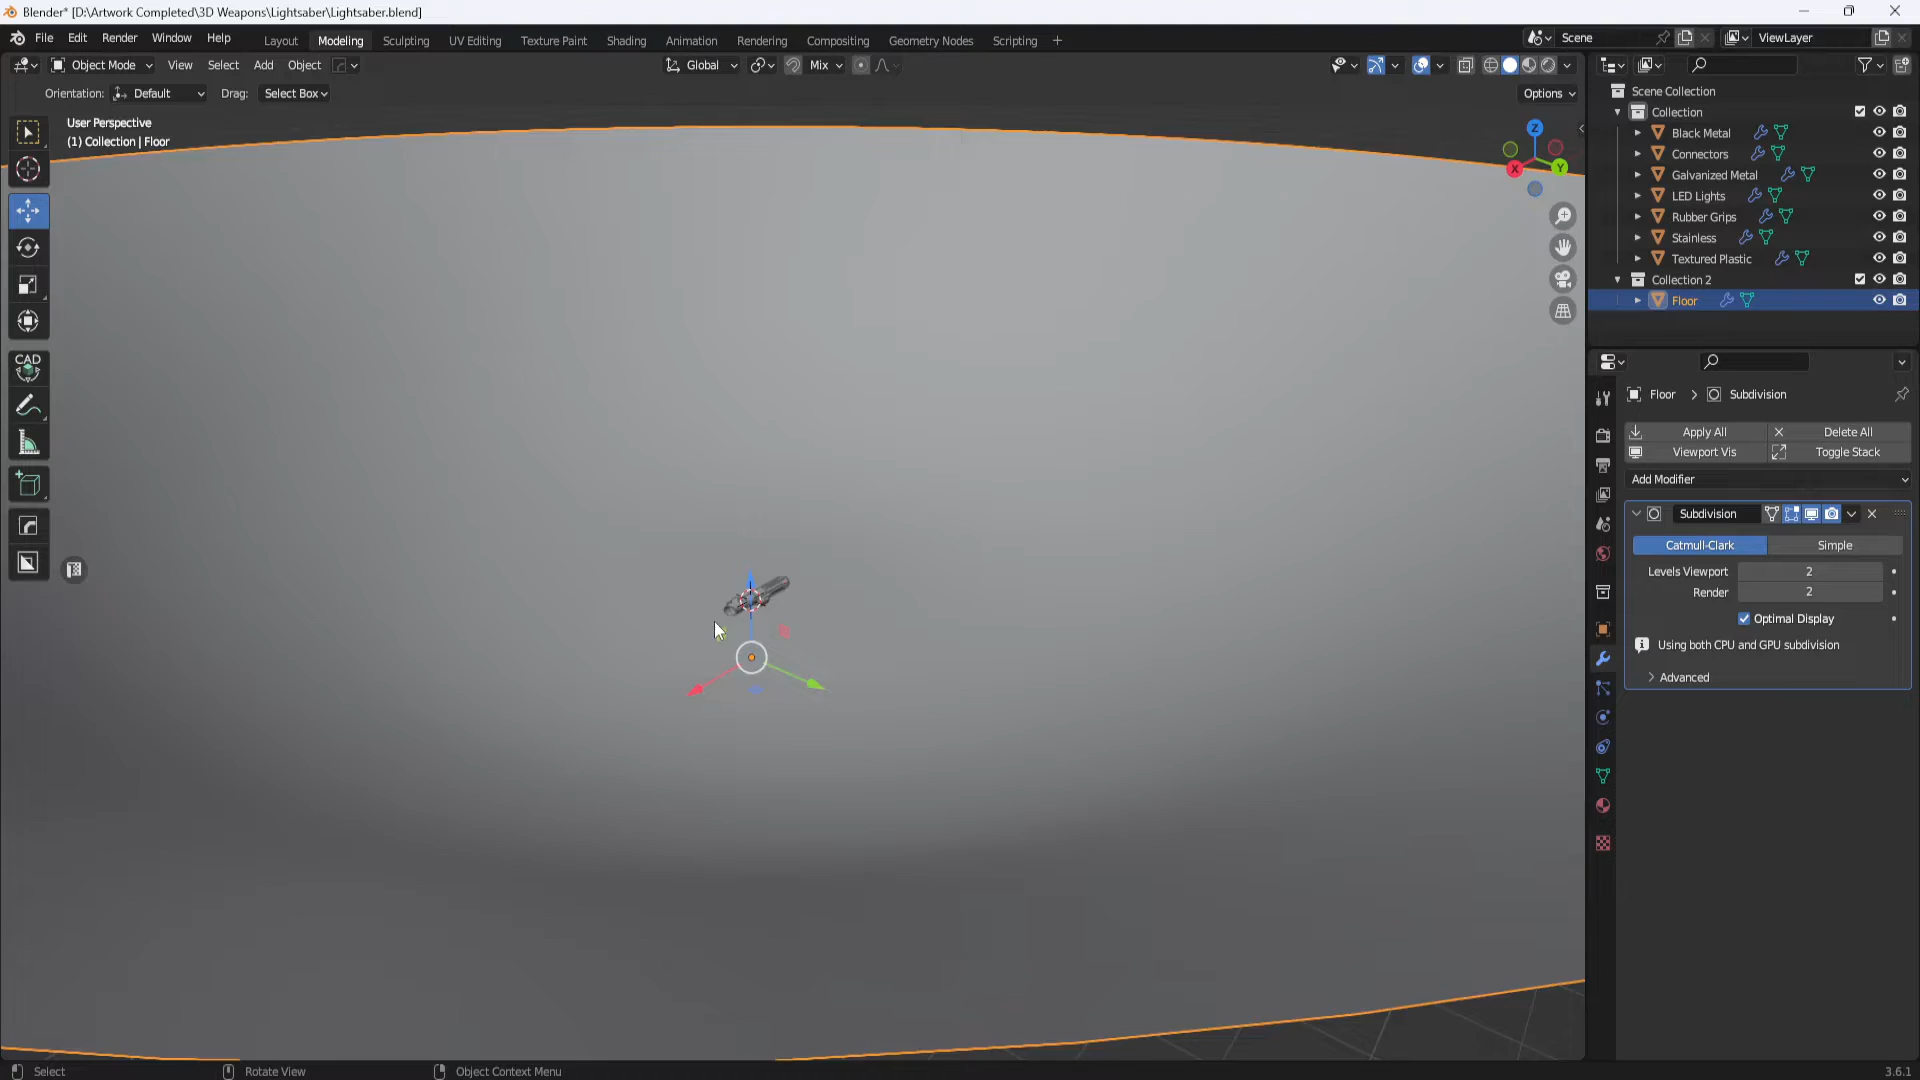 Blender* [D:\Artwork Completed\3D Weapons\Lightsaber\Lightsaber.blend]
File Edit Render Window Help Layout Modeling Sculpting UV Editing Texture Paint Shading Animation Rendering Compositing Geometry Nodes Scripting + Scene ViewLayer
Object Mode View Select Add Object Global Mix
Orientation: Default Drag: Select Box Options
User Perspective
(1) Collection | Floor
Z
X
Y
CAD
Scene Collection
Collection
Black Metal
Connectors
Galvanized Metal
LED Lights
Rubber Grips
Stainless
Textured Plastic
Collection 2
Floor
Floor > Subdivision
Apply All Delete All
Viewport Vis Toggle Stack
Add Modifier
Subdivision
Catmull-Clark Simple
Levels Viewport 2
Render 2
Optimal Display
Using both CPU and GPU subdivision
Advanced
Select Rotate View Object Context Menu 3.6.1